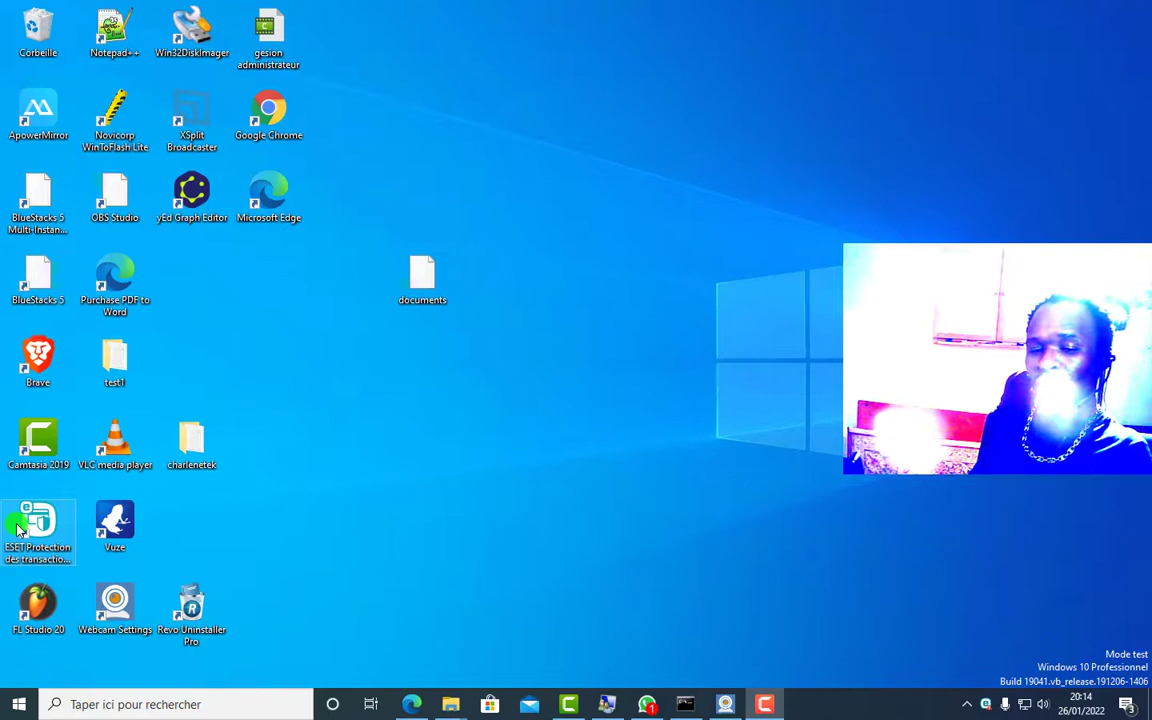 Corbeille
Notepad++
Win32DiskImager
gesion
administrateur
ApowerMirror
Novicorp
WinToFlash Lite
XSplit
Broadcaster
Google Chrome
BlueStacks 5
Multi-Instan...
OBS Studio
yEd Graph Editor
Microsoft Edge
BlueStacks 5
Purchase PDF to
Word
documents
Brave
test1
Camtasia 2019
VLC media player
charlenetek
ESET Protection
des transactio...
Vuze
FL Studio 20
Webcam Settings
Revo Uninstaller
Pro
Mode test
Windows 10 Professionnel
Build 19041.vb_release.191206-1406
Taper ici pour rechercher
1
20:14
26/01/2022
3